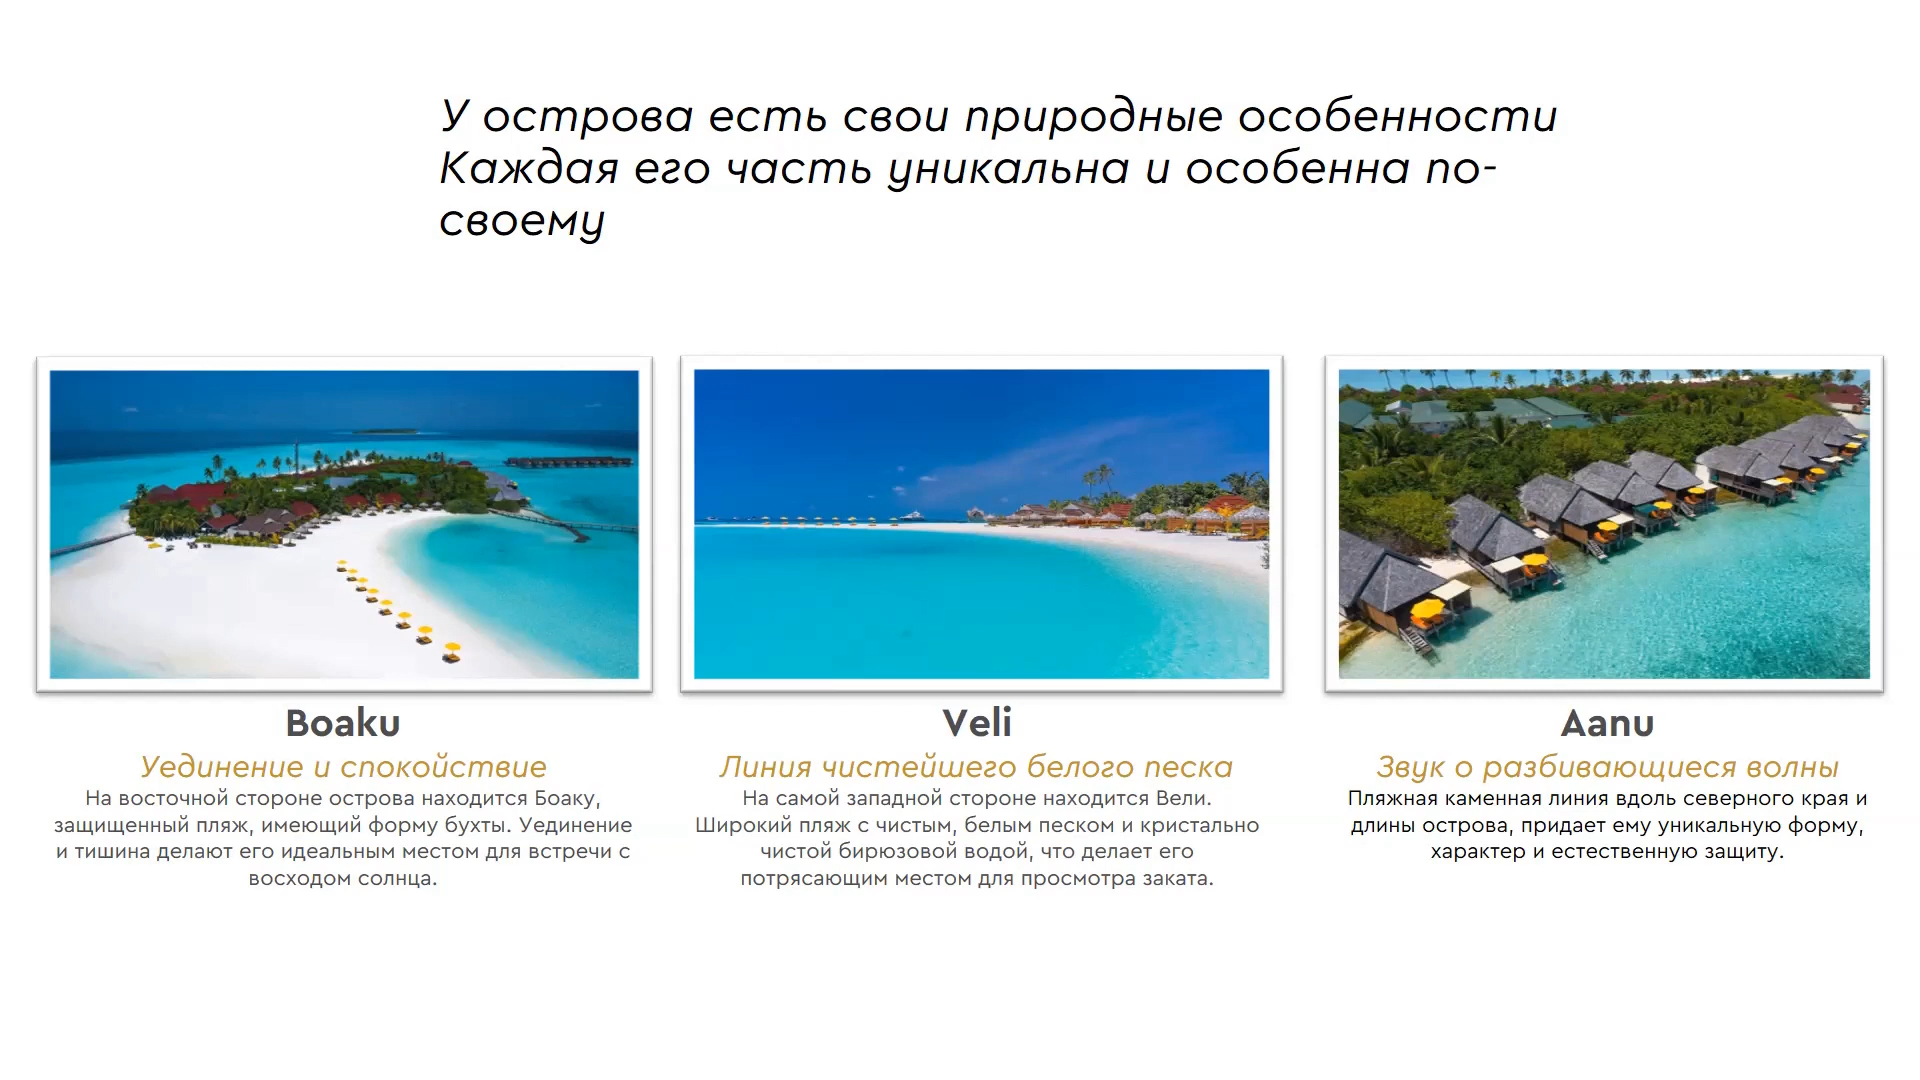 У острова есть свои природные особенности
Каждая его часть уникальна и особенна по-
своему
Boaku
Уединение и спокойствие
На восточной стороне острова находится Боаку,
защищенный пляж, имеющий форму бухты. Уединение
и тишина делают его идеальным местом для встречи с
восходом солнца.
Veli
Линия чистейшего белого песка
На самой западной стороне находится Вели.
Широкий пляж с чистым, белым песком и кристально
чистой бирюзовой водой, что делает его
потрясающим местом для просмотра заката.
Aanu
Звук о разбивающиеся волны
Пляжная каменная линия вдоль северного края и
длины острова, придает ему уникальную форму,
характер и естественную защиту.